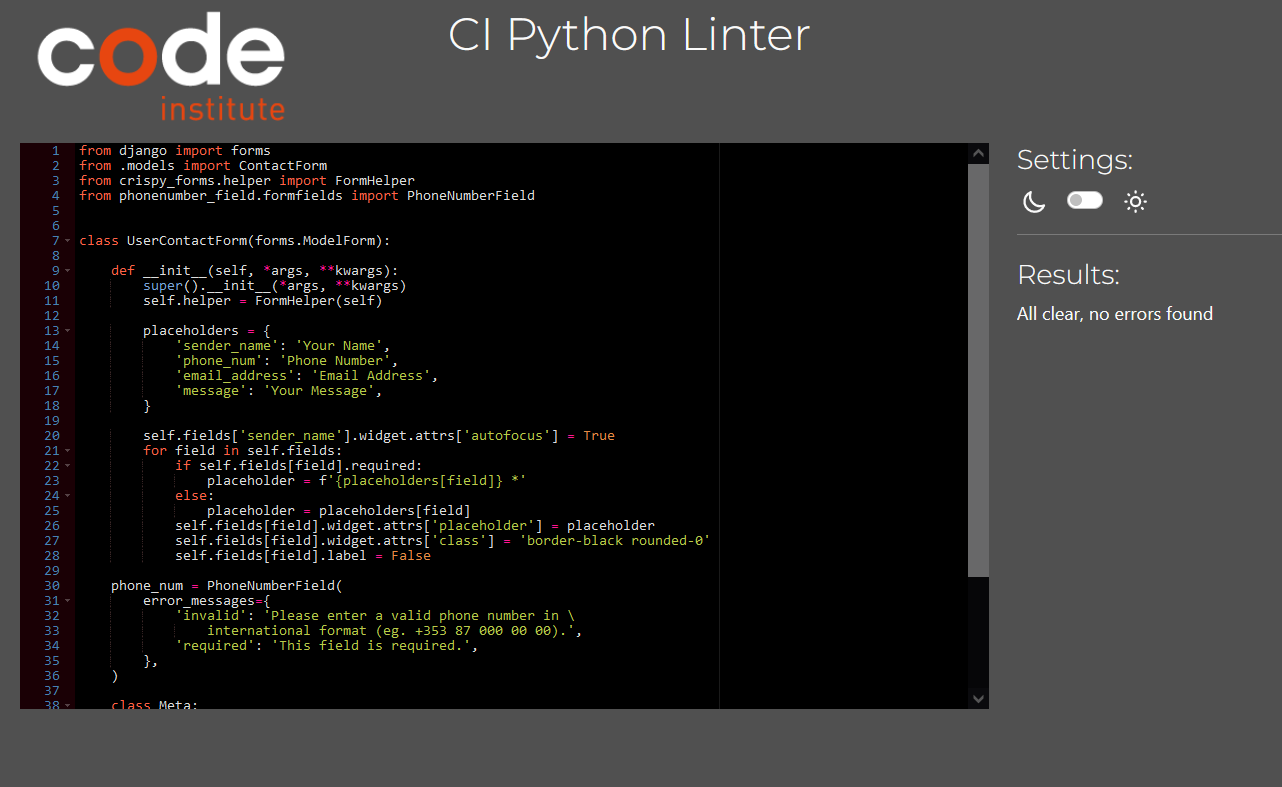 code
institute
CI Python Linter
1 from django import forms
2 from .models import ContactForm
3 from crispy_forms.helper import FormHelper
4 from phonenumber_field.formfields import PhoneNumberField
5
6
7 class UserContactForm(forms.ModelForm):
8
9     def __init__(self, *args, **kwargs):
10         super().__init__(*args, **kwargs)
11         self.helper = FormHelper(self)
12
13         placeholders = {
14             'sender_name': 'Your Name',
15             'phone_num': 'Phone Number',
16             'email_address': 'Email Address',
17             'message': 'Your Message',
18         }
19
20         self.fields['sender_name'].widget.attrs['autofocus'] = True
21         for field in self.fields:
22             if self.fields[field].required:
23                 placeholder = f'{placeholders[field]} *'
24             else:
25                 placeholder = placeholders[field]
26             self.fields[field].widget.attrs['placeholder'] = placeholder
27             self.fields[field].widget.attrs['class'] = 'border-black rounded-0'
28             self.fields[field].label = False
29
30     phone_num = PhoneNumberField(
31         error_messages={
32             'invalid': 'Please enter a valid phone number in \
33                 international format (eg. +353 87 000 00 00).',
34             'required': 'This field is required.',
35         },
36     )
37
38     class Meta:
Settings:
Results:
All clear, no errors found